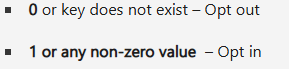 ▪ 0 or key does not exist – Opt out
▪ 1 or any non-zero value – Opt in